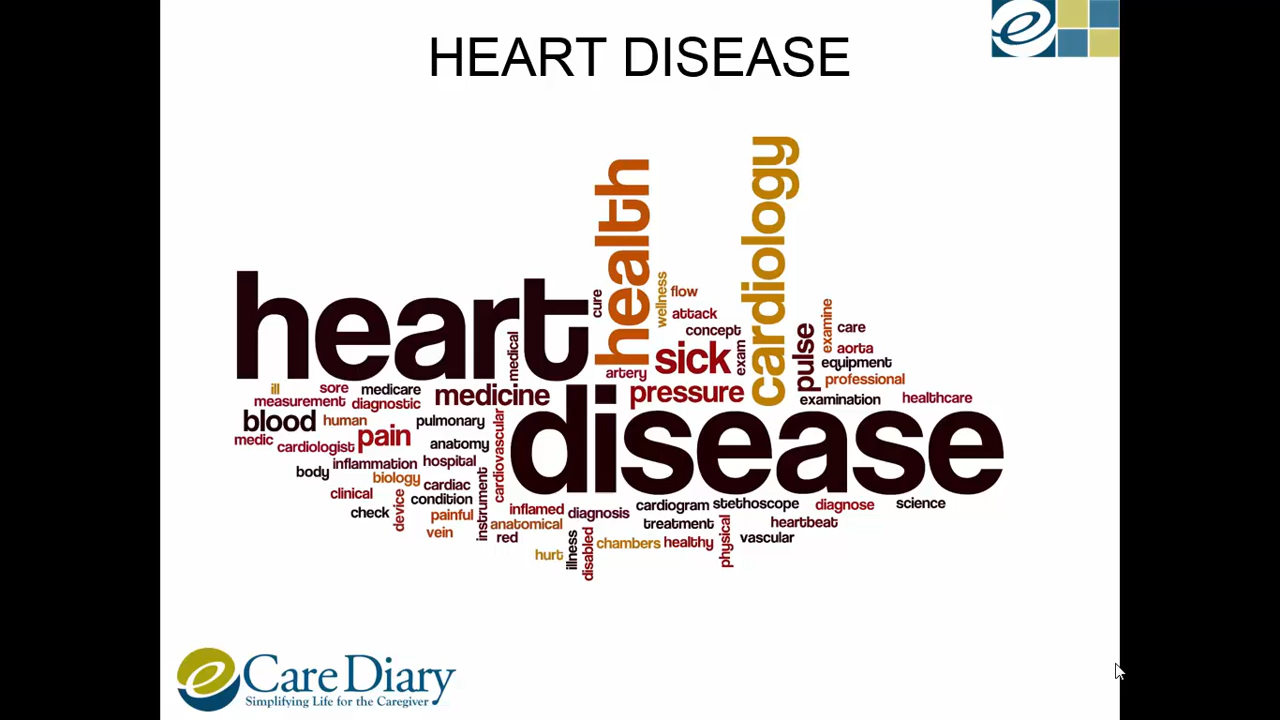 HEART DISEASE
e
heart
health
cardiology
disease
cure
wellness
flow
attack
concept
sick
exam
artery
pressure
pulse
examine
care
aorta
equipment
professional
examination
healthcare
medical
ill
sore
medicare
medicine
measurement
diagnostic
blood
human
pulmonary
medic
cardiologist
pain
anatomy
cardiovascular
body
inflammation
hospital
biology
cardiac
clinical
device
condition
instrument
check
painful
vein
inflamed
diagnosis
anatomical
red
hurt
illness
disabled
chambers
healthy
cardiogram
stethoscope
treatment
physical
diagnose
science
heartbeat
vascular
eCare Diary
Simplifying Life for the Caregiver